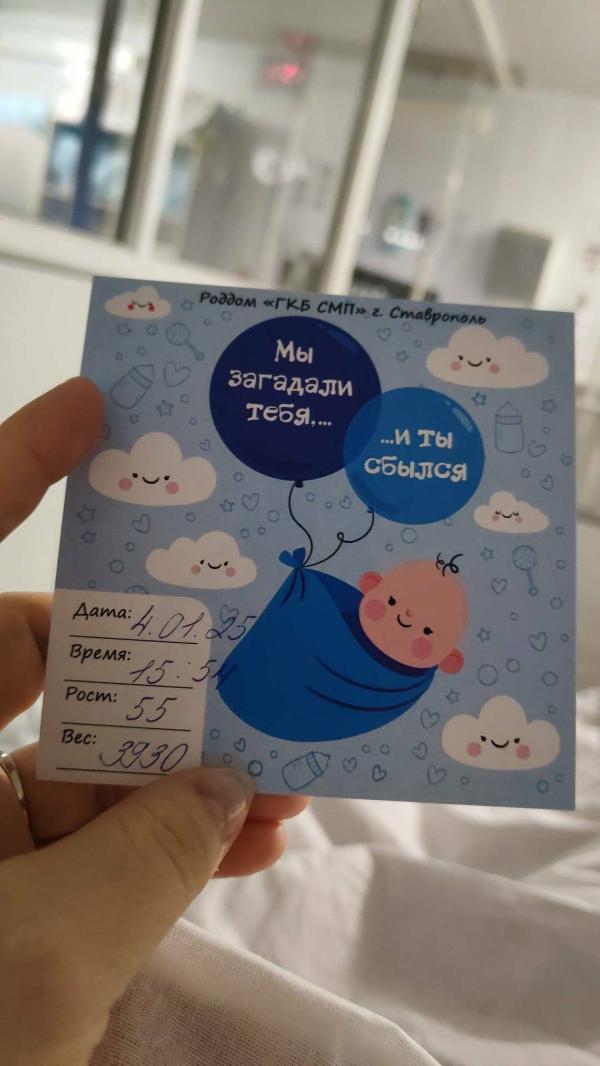 Роддом «ГКБ СМП» г. Ставрополь
Мы
загадали
тебя,...
...и ты
сбылся
Дата: 4.01.25
Время: 15:54
Рост: 55
Вес: 3930